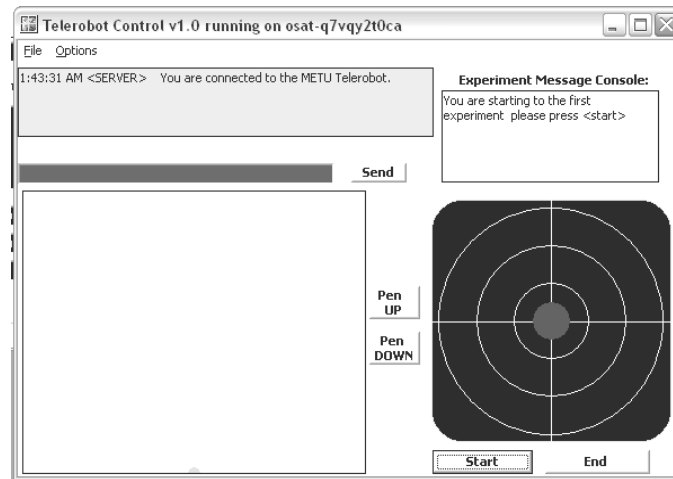 Telerobot Control v1.0 running on osat-q7vqy2t0ca
File Options
1:43:31 AM <SERVER> You are connected to the METU Telerobot.
Experiment Message Console:
You are starting to the first
experiment please press <start>
Send
Pen
UP
Pen
DOWN
Start
End